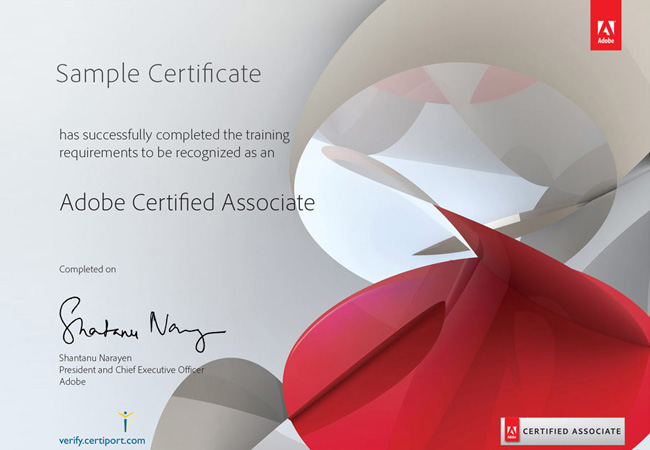 Adobe
Sample Certificate
has successfully completed the training
requirements to be recognized as an
Adobe Certified Associate
Completed on
Shantanu Narayen
Shantanu Narayen
President and Chief Executive Officer
Adobe
verify.certiport.com
Adobe
CERTIFIED ASSOCIATE